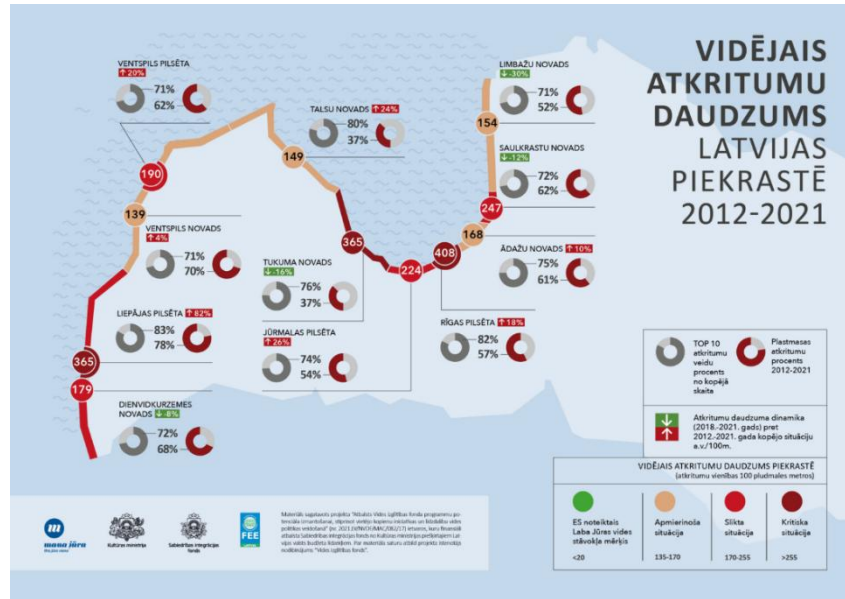 VIDĒJAIS
ATKRITUMU
DAUDZUMS
LATVIJAS
PIEKRASTĒ
2012-2021
VENTSPILS PILSĒTA
↑ 20%
71%
62%
190
139
VENTSPILS NOVADS
↑ 4%
71%
70%
LIEPĀJAS PILSĒTA ↑ 82%
83%
78%
365
179
DIENVIDKURZEMES
NOVADS ↓ -8%
72%
68%
TALSU NOVADS ↑ 24%
80%
37%
149
365
TUKUMA NOVADS
↓ -16%
76%
37%
JŪRMALAS PILSĒTA
↑ 26%
74%
54%
224
408
RĪGAS PILSĒTA ↑ 18%
82%
57%
LIMBAŽU NOVADS
↓ -30%
71%
52%
154
SAULKRASTU NOVADS
↓ -12%
72%
62%
247
168
ĀDAŽU NOVADS ↑ 10%
75%
61%
TOP 10
atkritumu
veidu
procents
no kopējā
skaita
Plastmasas
atkritumu
procents
2012-2021
Atkritumu daudzuma dinamika
(2018.-2021. gads) pret
2012.-2021. gada kopējo situāciju
a.v./100m.
VIDĒJAIS ATKRITUMU DAUDZUMS PIEKRASTĒ
(atkritumu vienības 100 pludmales metros)
ES noteiktais
Laba Jūras vides
stāvokļa mērķis
<20
Apmierinoša
situācija
135-170
Slikta
situācija
170-255
Kritiska
situācija
>255
m
mana jūra
Kultūras ministrija
Sabiedrības integrācijas
fonds
FEE